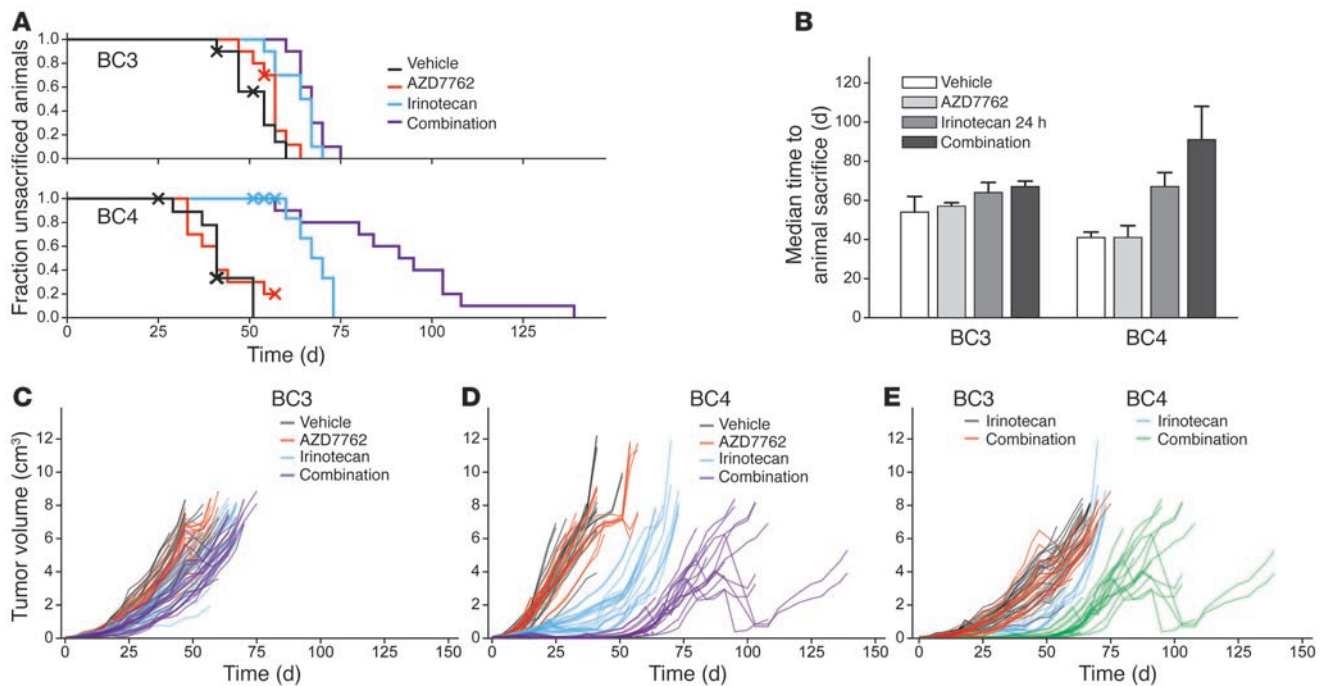 A
BC3
Vehicle
AZD7762
Irinotecan
Combination
1.0
0.8
0.6
0.4
0.2
0.0
BC4
1.0
0.8
0.6
0.4
0.2
0.0
Fraction unsacrificed animals
0 25 50 75 100 125
Time (d)
B
Vehicle
AZD7762
Irinotecan 24 h
Combination
120
100
80
60
40
20
0
Median time to
animal sacrifice (d)
BC3 BC4
C
BC3
Vehicle
AZD7762
Irinotecan
Combination
12
10
8
6
4
2
0
Tumor volume (cm³)
0 25 50 75 100 125 150
Time (d)
D
BC4
Vehicle
AZD7762
Irinotecan
Combination
12
10
8
6
4
2
0
0 25 50 75 100 125 150
Time (d)
E
BC3 BC4
Irinotecan Irinotecan
Combination Combination
12
10
8
6
4
2
0
0 25 50 75 100 125 150
Time (d)